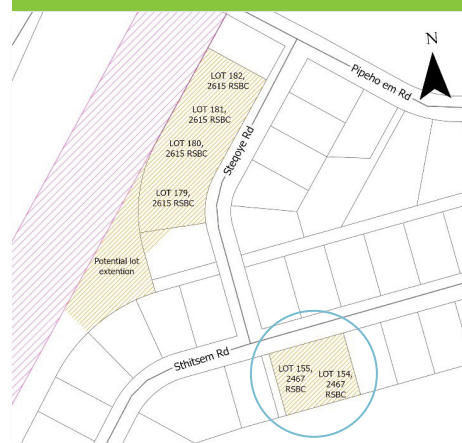 N
Pipeho em Rd
LOT 182,
2615 RSBC
LOT 181,
2615 RSBC
Steqoye Rd
LOT 180,
2615 RSBC
LOT 179,
2615 RSBC
Potential lot
extention
Sthitsem Rd
LOT 155,
2467
RSBC
LOT 154,
2467
RSBC